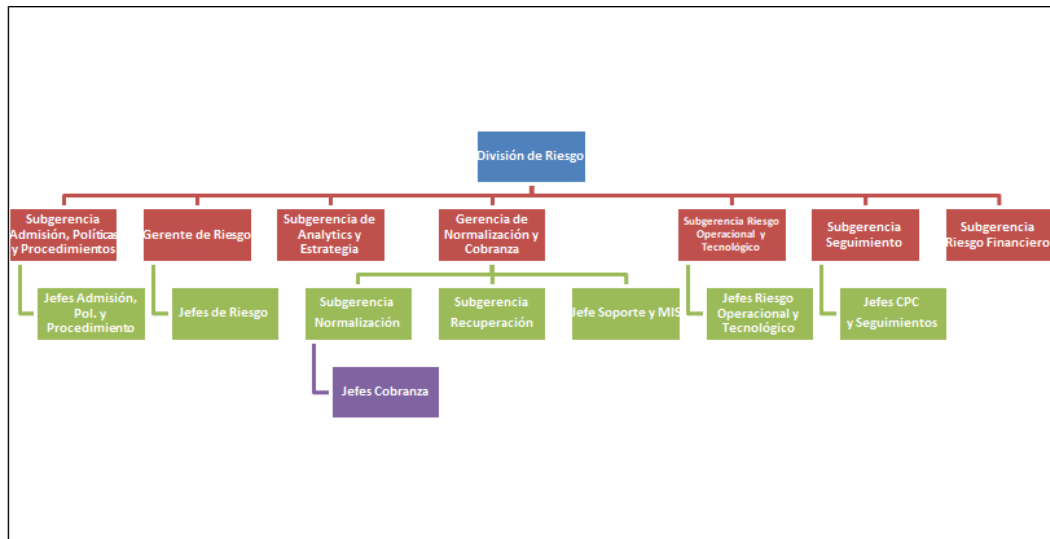 División de Riesgo
Subgerencia
Admisión, Políticas
y Procedimientos
Gerente de Riesgo
Subgerencia de
Analytics y
Estrategia
Gerencia de
Normalización y
Cobranza
Subgerencia Riesgo
Operacional y
Tecnológico
Subgerencia
Seguimiento
Subgerencia
Riesgo Financiero
Jefes Admisión,
Pol. y
Procedimiento
Jefes de Riesgo
Subgerencia
Normalización
Subgerencia
Recuperación
Jefe Soporte y MIS
Jefes Riesgo
Operacional y
Tecnológico
Jefes CPC
y Seguimientos
Jefes Cobranza